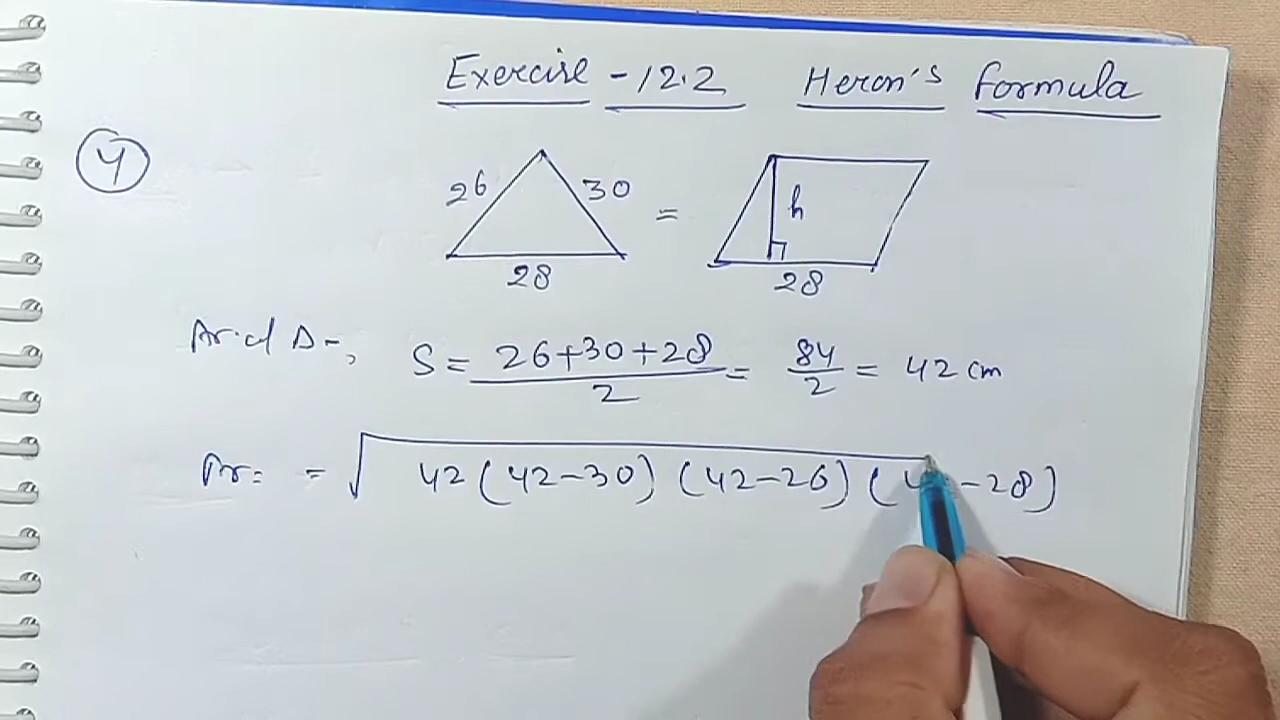 Exercise - 12.2 Heron's formula
4
26 30 = h
28 28
Ar. of Δ -, S = 26+30+28 / 2 = 84/2 = 42 cm
Ar. = √ 42 (42-30) (42-26) ( -28)